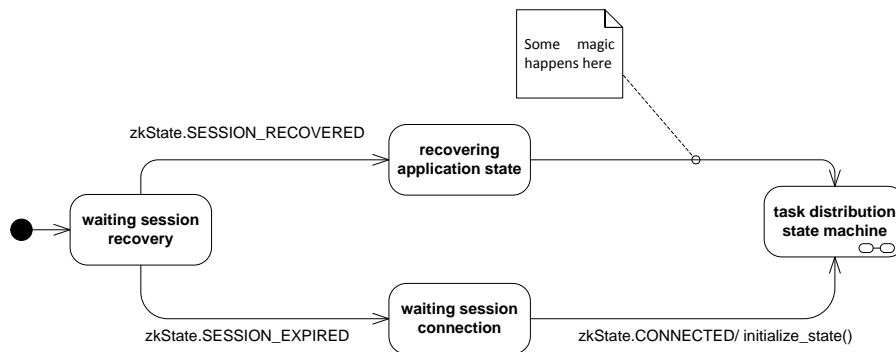 Some magic
happens here
zkState.SESSION_RECOVERED
recovering
application state
waiting session
recovery
task distribution
state machine
zkState.SESSION_EXPIRED
waiting session
connection
zkState.CONNECTED/ initialize_state()